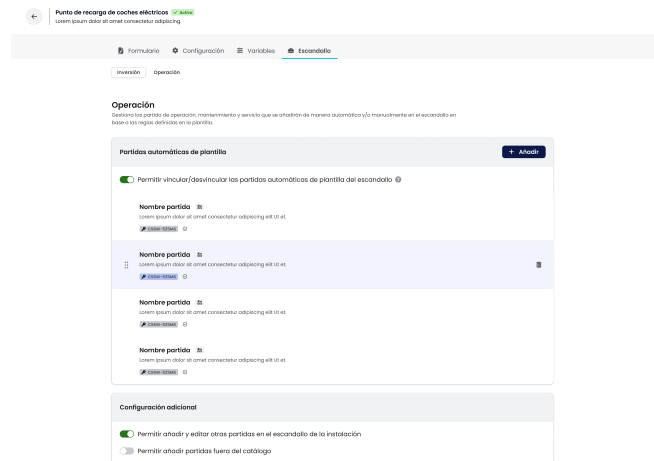 Punto de recarga de coches eléctricos Activo
Lorem ipsum dolor sit amet consectetur adipiscing.
Formulario Configuración Variables Escandallo
Inversión Operación
Operación
Gestiona las partida de operación, mantenimiento y servicio que se añadirán de manera automática y/o manualmente en el escandallo en
base a las reglas definidas en la plantilla.
Partidas automáticas de plantilla + Añadir
Permitir vincular/desvincular las partidas automáticas de plantilla del escandallo
Nombre partida
Lorem ipsum dolor sit amet consectetur adipiscing elit Ut et.
Nombre partida
Lorem ipsum dolor sit amet consectetur adipiscing elit Ut et.
Nombre partida
Lorem ipsum dolor sit amet consectetur adipiscing elit Ut et.
Nombre partida
Lorem ipsum dolor sit amet consectetur adipiscing elit Ut et.
Configuración adicional
Permitir añadir y editar otras partidas en el escandallo de la instalación
Permitir añadir partidas fuera del catálogo